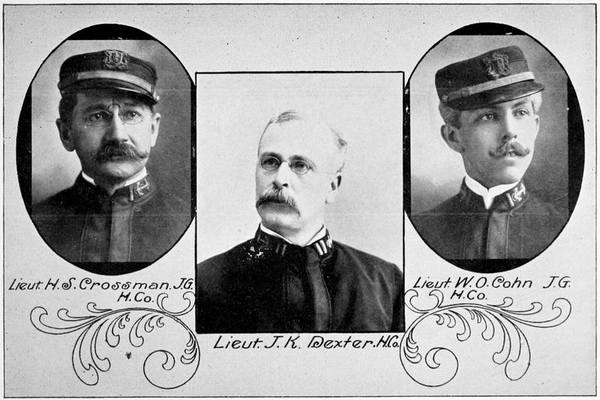 Lieut. H. S. Crossman. J.G.
H. Co.
Lieut. J. K. Dexter. H.Co.
Lieut. W. O. Cohn J.G.
H. Co.